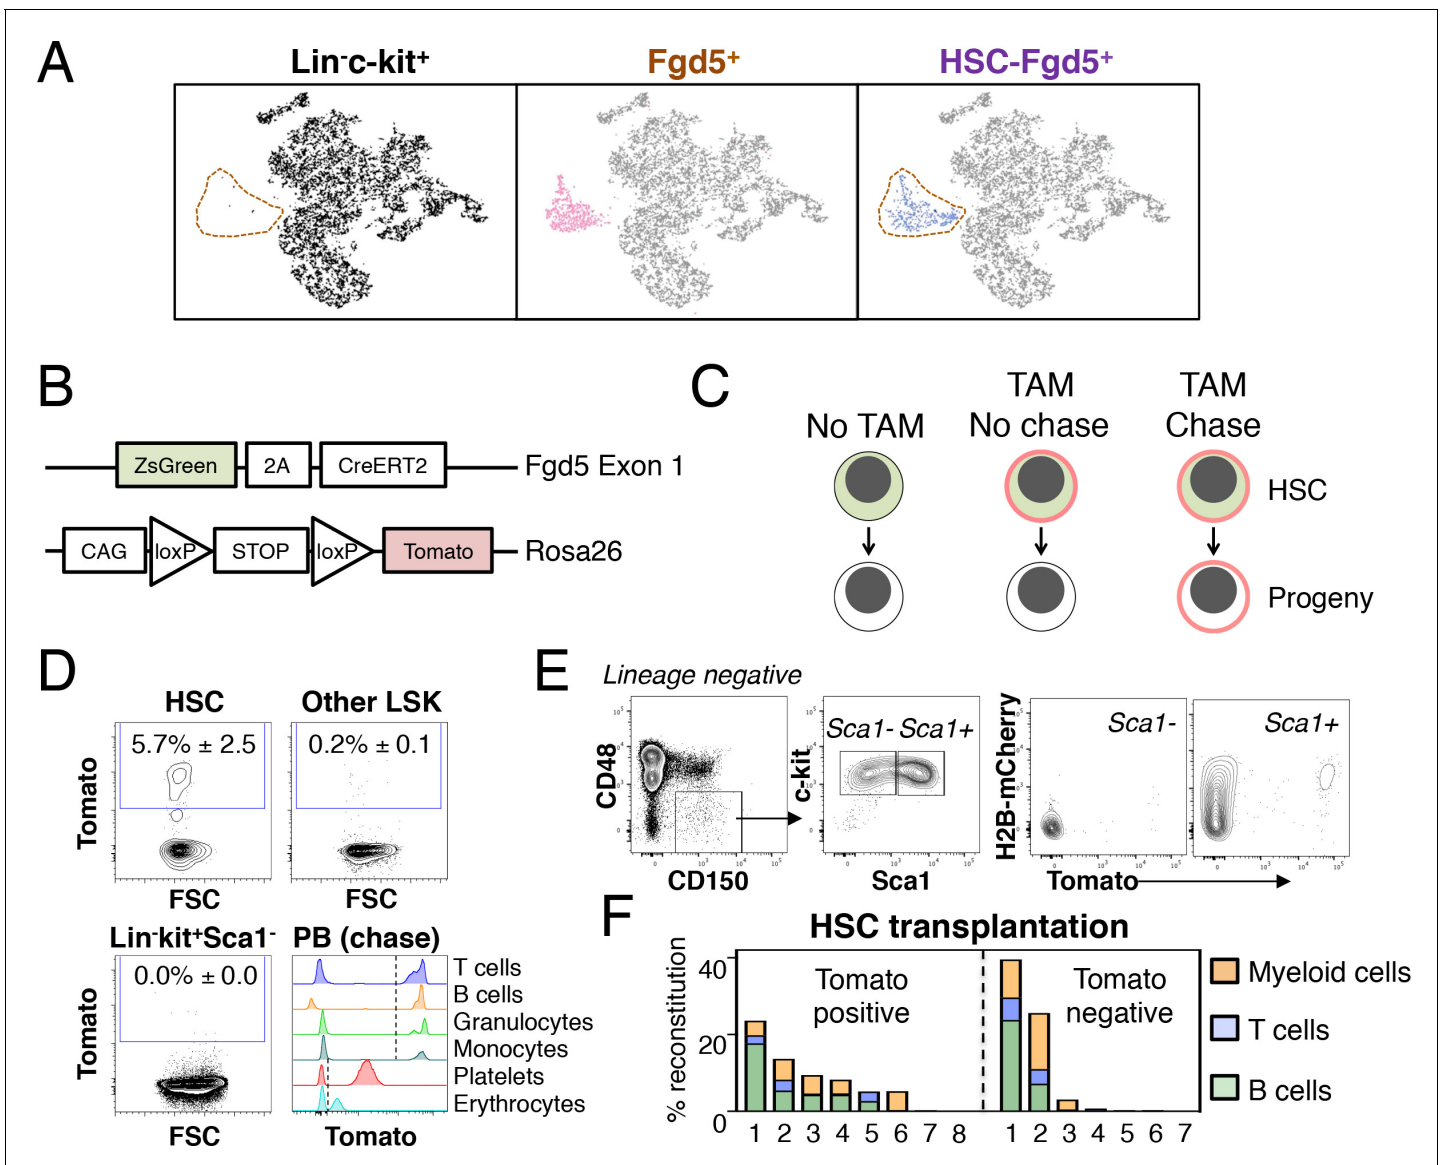 A
Lin-c-kit+
Fgd5+
HSC-Fgd5+
B
ZsGreen
2A
CreERT2
Fgd5 Exon 1
CAG
loxP
STOP
loxP
Tomato
Rosa26
C
No TAM
TAM
No chase
TAM
Chase
HSC
Progeny
D
HSC
Other LSK
5.7% ± 2.5
0.2% ± 0.1
Tomato
FSC
FSC
Lin-kit+Sca1-
PB (chase)
0.0% ± 0.0
Tomato
FSC
T cells
B cells
Granulocytes
Monocytes
Platelets
Erythrocytes
Tomato
E
Lineage negative
CD48
CD150
Sca1- Sca1+
c-kit
Sca1
H2B-mCherry
Sca1-
Sca1+
Tomato
F
HSC transplantation
% reconstitution
40
20
0
Tomato
positive
Tomato
negative
1 2 3 4 5 6 7 8
1 2 3 4 5 6 7
Myeloid cells
T cells
B cells